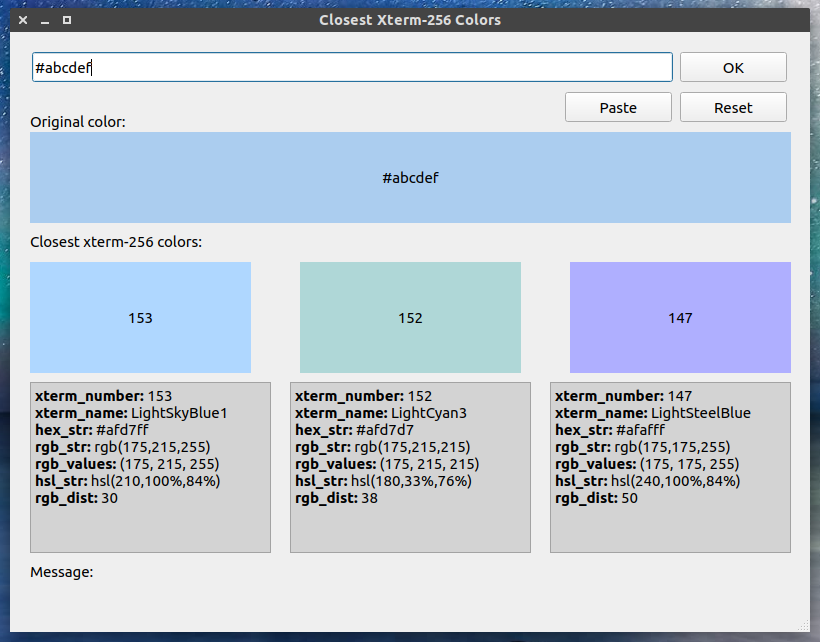 Closest Xterm-256 Colors
#abcdef
OK
Paste
Reset
Original color:
#abcdef
Closest xterm-256 colors:
153
152
147
xterm_number: 153
xterm_name: LightSkyBlue1
hex_str: #afd7ff
rgb_str: rgb(175,215,255)
rgb_values: (175, 215, 255)
hsl_str: hsl(210,100%,84%)
rgb_dist: 30
xterm_number: 152
xterm_name: LightCyan3
hex_str: #afd7d7
rgb_str: rgb(175,215,215)
rgb_values: (175, 215, 215)
hsl_str: hsl(180,33%,76%)
rgb_dist: 38
xterm_number: 147
xterm_name: LightSteelBlue
hex_str: #afafff
rgb_str: rgb(175,175,255)
rgb_values: (175, 175, 255)
hsl_str: hsl(240,100%,84%)
rgb_dist: 50
Message: